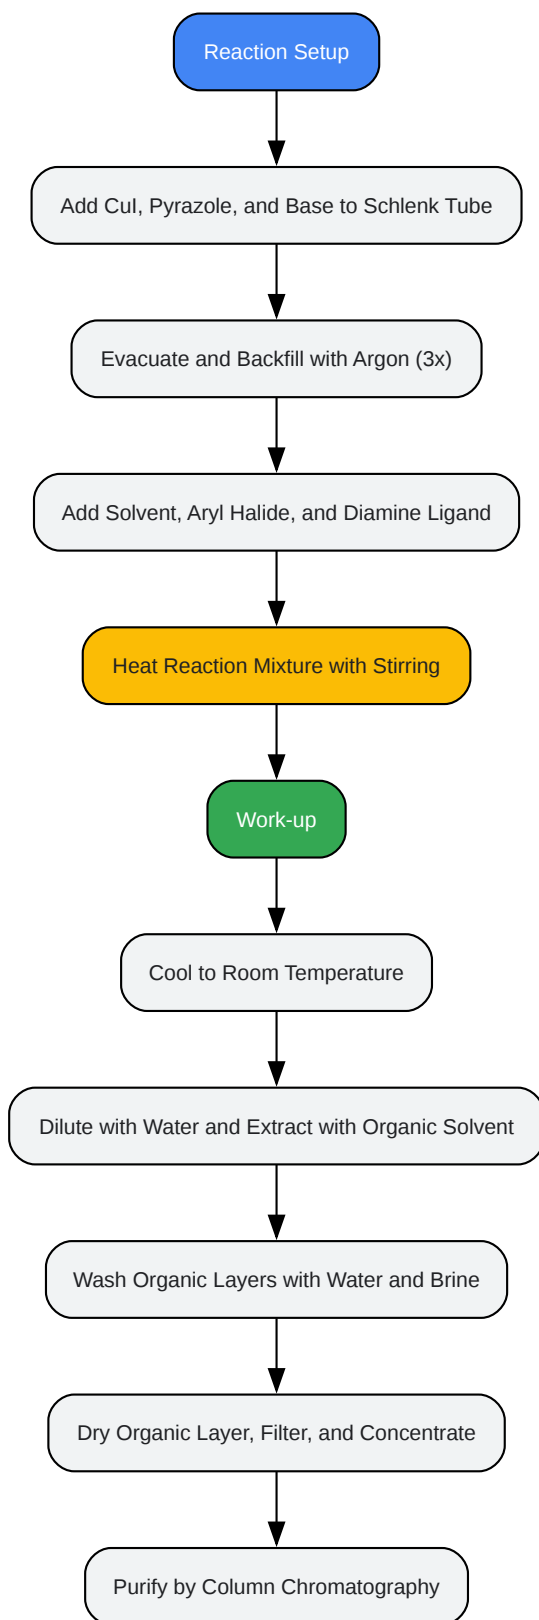 Reaction Setup
Add CuI, Pyrazole, and Base to Schlenk Tube
Evacuate and Backfill with Argon (3x)
Add Solvent, Aryl Halide, and Diamine Ligand
Heat Reaction Mixture with Stirring
Work-up
Cool to Room Temperature
Dilute with Water and Extract with Organic Solvent
Wash Organic Layers with Water and Brine
Dry Organic Layer, Filter, and Concentrate
Purify by Column Chromatography